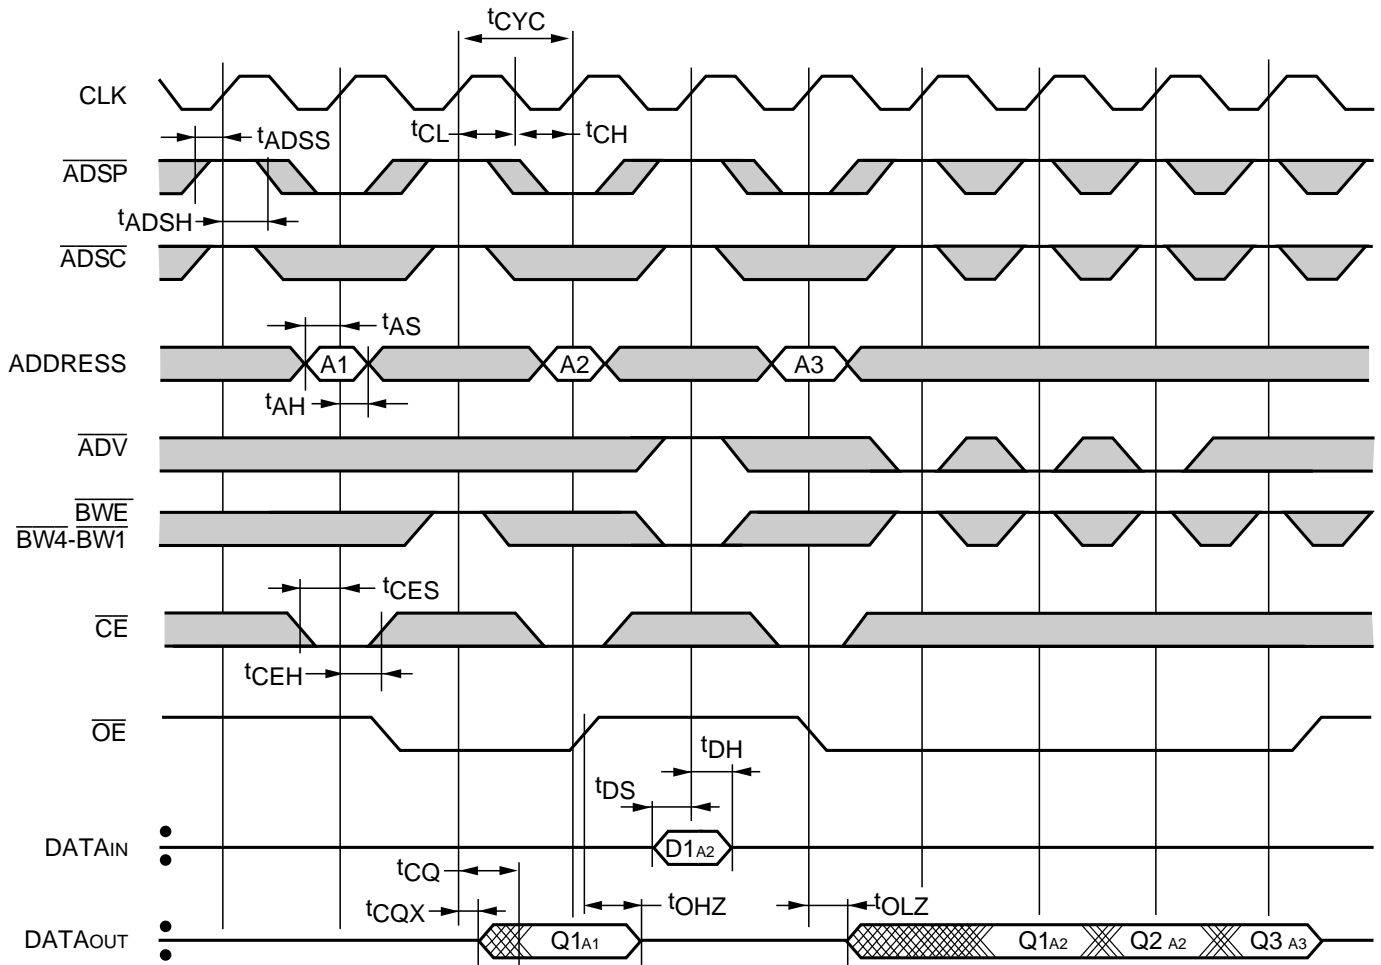 tCYC
CLK
tADSS
tCL
tCH
ADSP
tADSH
ADSC
tAS
ADDRESS
A1
A2
A3
tAH
ADV
BWE
BW4-BW1
tCES
CE
tCEH
OE
tDH
tDS
DATAIN
D1A2
tCQ
tCQX
tOHZ
tOLZ
DATAOUT
Q1A1
Q1A2
Q2 A2
Q3 A3